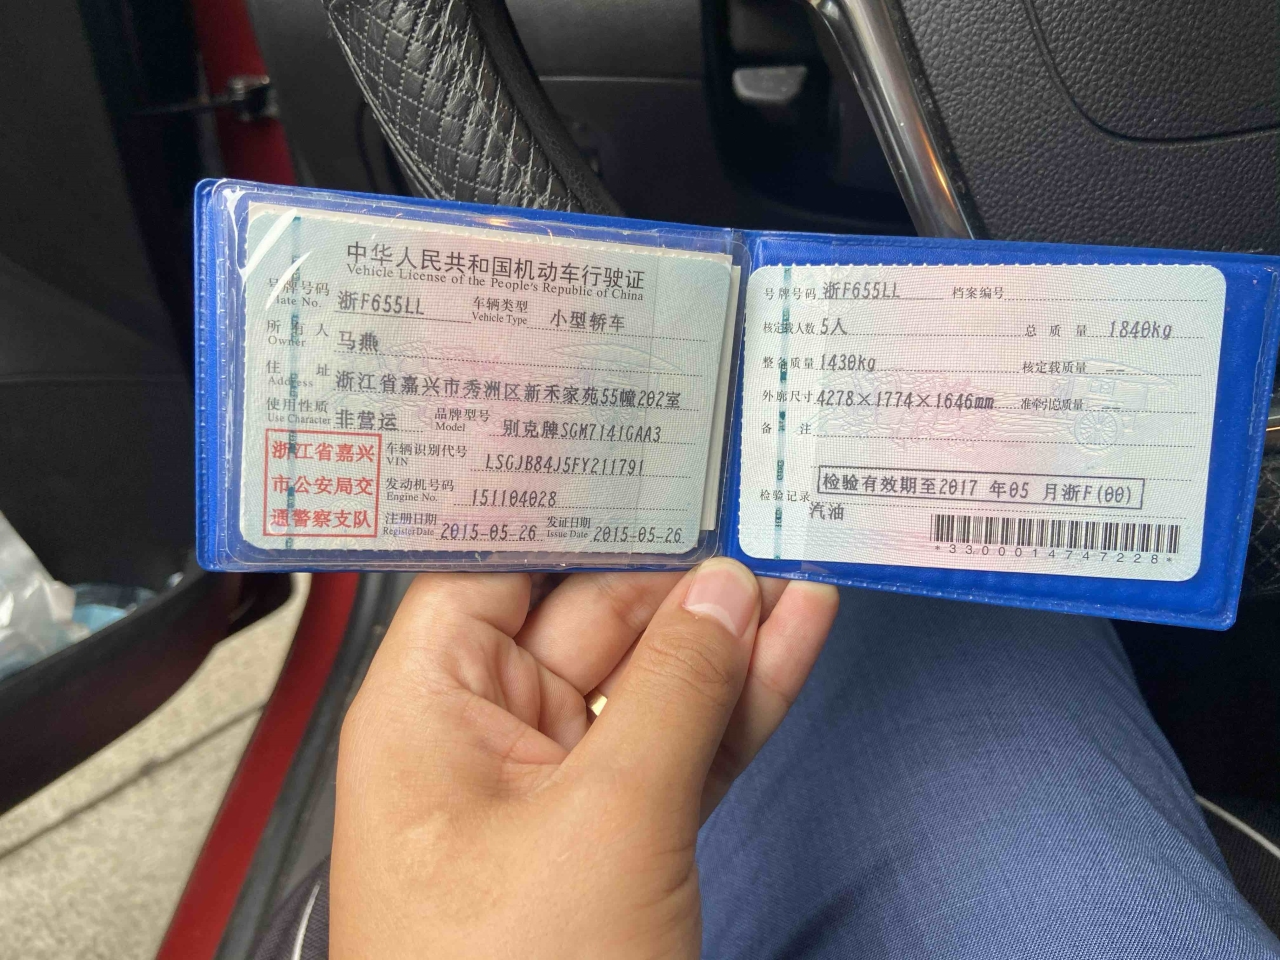 中华人民共和国机动车行驶证
Vehicle License of the People's Republic of China
号牌号码 浙F655LL 车辆类型 小型轿车
Plate No. Vehicle Type
所有人 马燕
Owner
住址 浙江省嘉兴市秀洲区新禾家苑55幢202室
Address
使用性质 非营运 品牌型号 别克牌SGM7141GAA3
Use Character Model
浙江省嘉兴
市公安局交
通警察支队
车辆识别代号 LSGJB84J5FY211791
VIN
发动机号码 151104028
Engine No.
注册日期 2015-05-26 发证日期 2015-05-26
Register Date Issue Date
号牌号码 浙F655LL 档案编号
核定载人数 5人 总质量 1840kg
整备质量 1430kg 核定载质量 --
外廓尺寸 4278×1774×1646mm 准牵引总质量 --
备注
检验记录 检验有效期至2017 年05 月浙F(00)
汽油
*3300014747228*